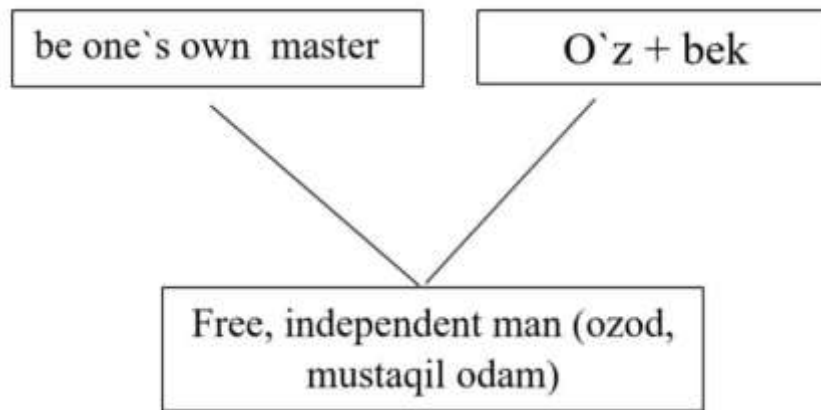 be one`s own master
O`z + bek
Free, independent man (ozod,
mustaqil odam)